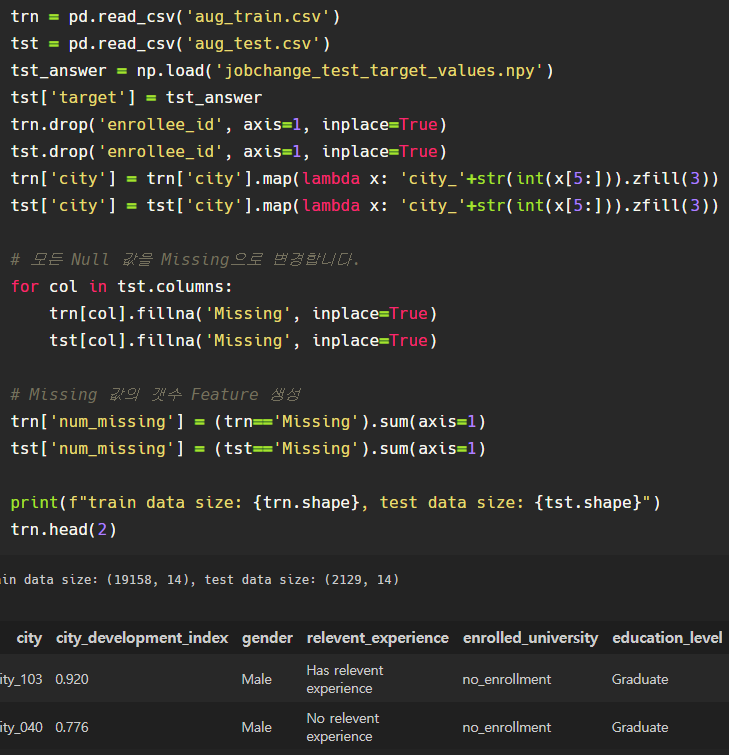 trn = pd.read_csv('aug_train.csv')
tst = pd.read_csv('aug_test.csv')
tst_answer = np.load('jobchange_test_target_values.npy')
tst['target'] = tst_answer
trn.drop('enrollee_id', axis=1, inplace=True)
tst.drop('enrollee_id', axis=1, inplace=True)
trn['city'] = trn['city'].map(lambda x: 'city_'+str(int(x[5:])).zfill(3))
tst['city'] = tst['city'].map(lambda x: 'city_'+str(int(x[5:])).zfill(3))

# 모든 Null 값을 Missing으로 변경합니다.
for col in tst.columns:
    trn[col].fillna('Missing', inplace=True)
    tst[col].fillna('Missing', inplace=True)

# Missing 값의 갯수 Feature 생성
trn['num_missing'] = (trn=='Missing').sum(axis=1)
tst['num_missing'] = (tst=='Missing').sum(axis=1)

print(f"train data size: {trn.shape}, test data size: {tst.shape}")
trn.head(2)
in data size: (19158, 14), test data size: (2129, 14)
city city_development_index gender relevent_experience enrolled_university education_level
ity_103 0.920 Male Has relevent experience no_enrollment Graduate
ity_040 0.776 Male No relevent experience no_enrollment Graduate